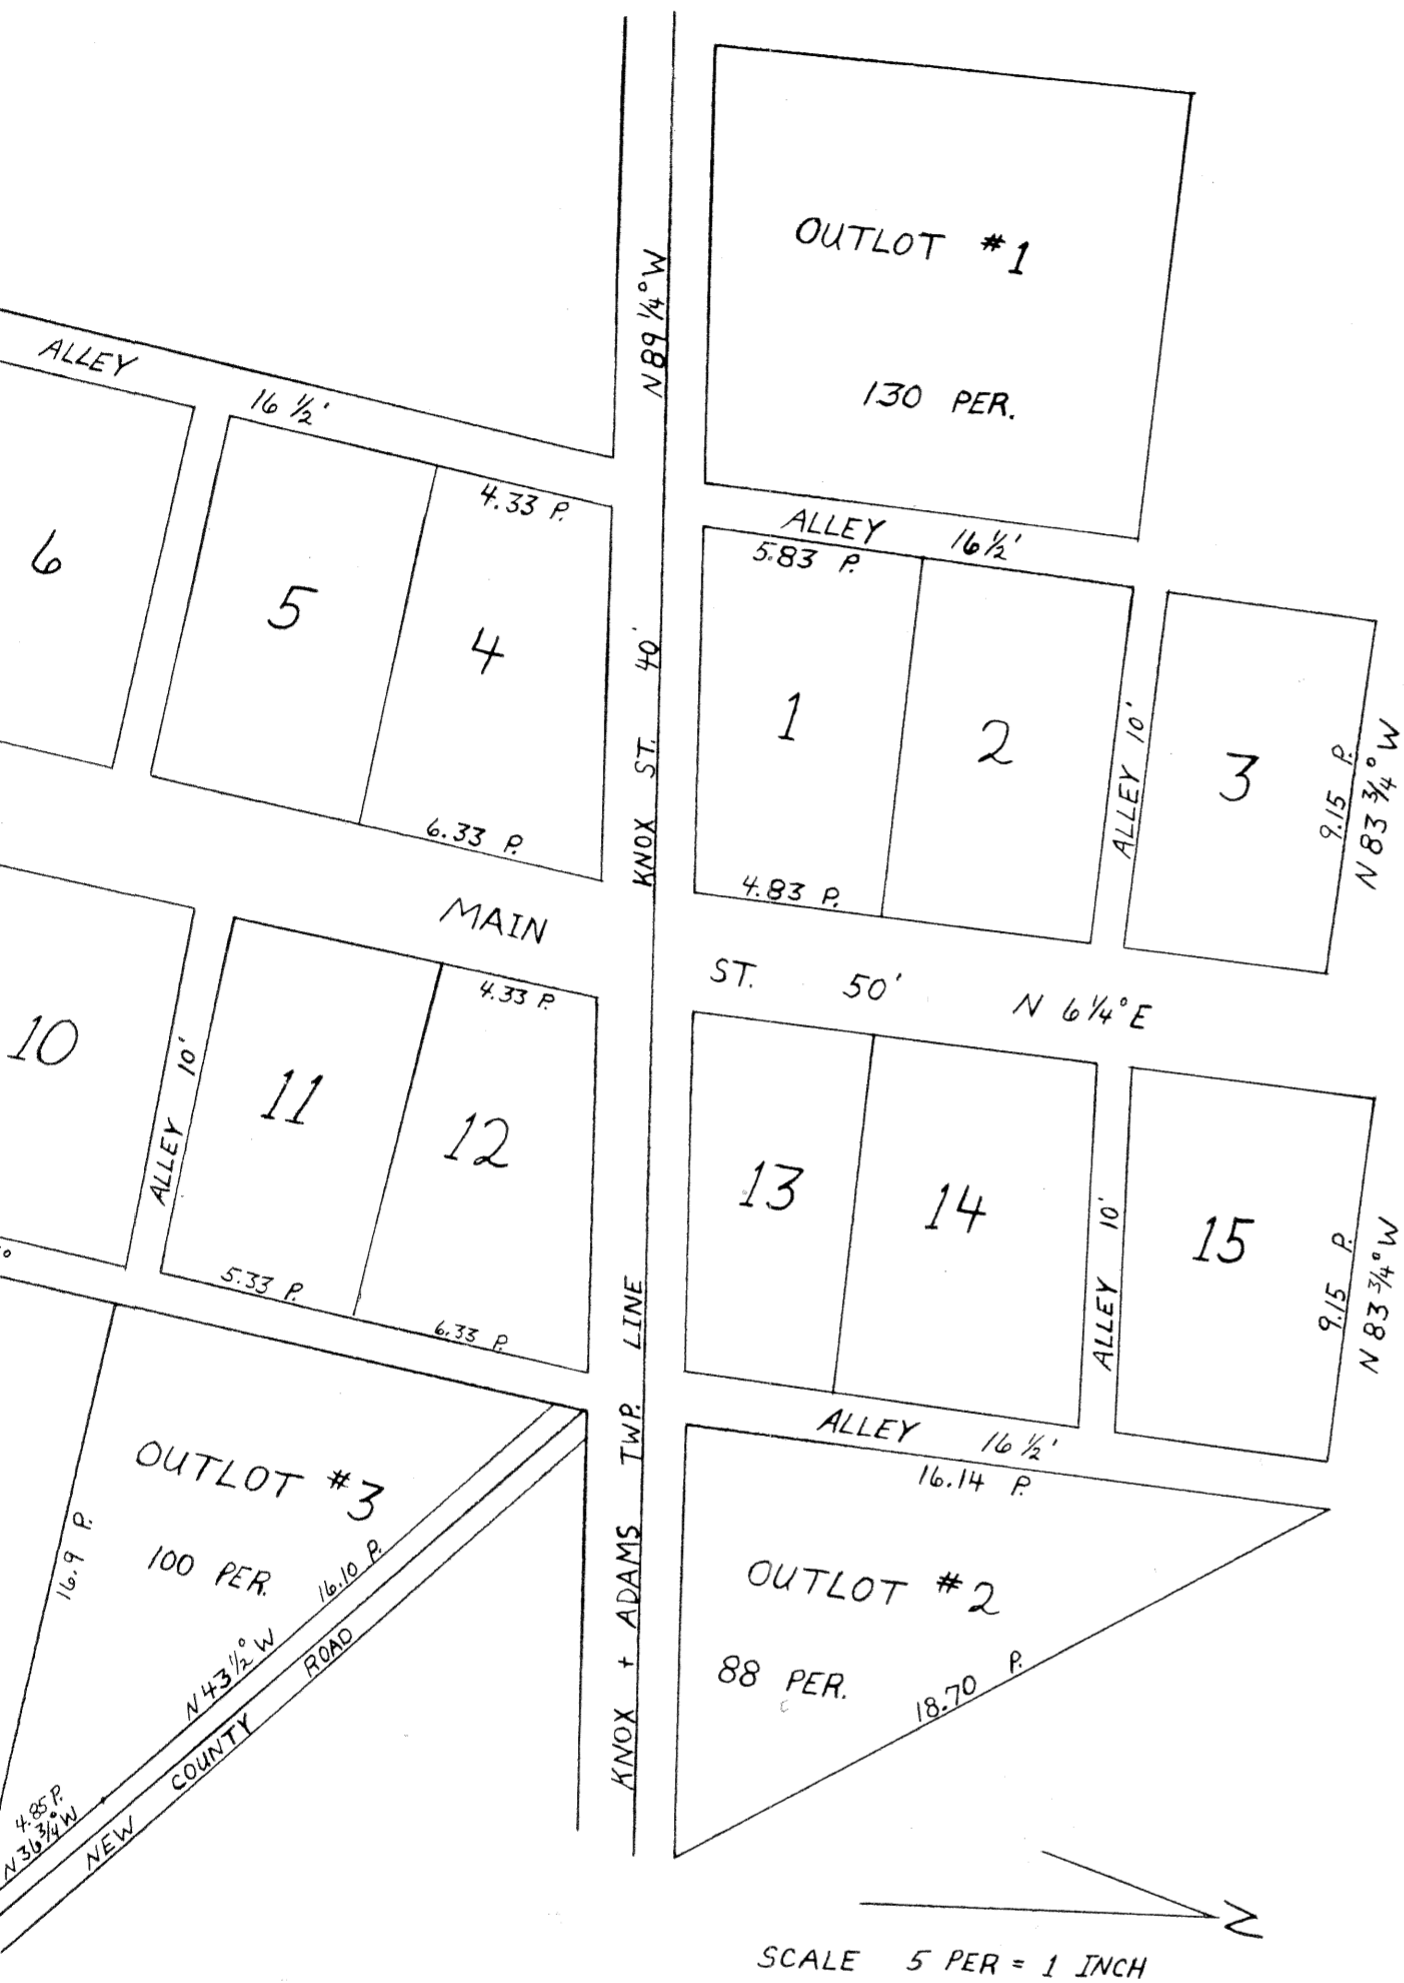 OUTLOT #1
130 PER.
N 89 1/4° W
ALLEY
16 1/2'
4.33 P.
ALLEY 16 1/2'
5.83 P.
6
5
4
KNOX ST. 40'
1
2
ALLEY 10'
3
9.15 P.
N 83 3/4° W
6.33 P.
4.83 P.
MAIN
ST. 50' N 6 1/4° E
4.33 P.
10
ALLEY 10'
11
12
13
14
ALLEY 10'
15
9.15 P.
N 83 3/4° W
5.33 P.
6.33 P.
KNOX + ADAMS TWP. LINE
ALLEY 16 1/2'
16.14 P.
OUTLOT #3
100 PER.
16.9 P.
16.10 P.
N 43 1/2° W
NEW COUNTY ROAD
4.85 P.
N 36 3/4° W
OUTLOT #2
88 PER.
18.70 P.
N
SCALE 5 PER = 1 INCH